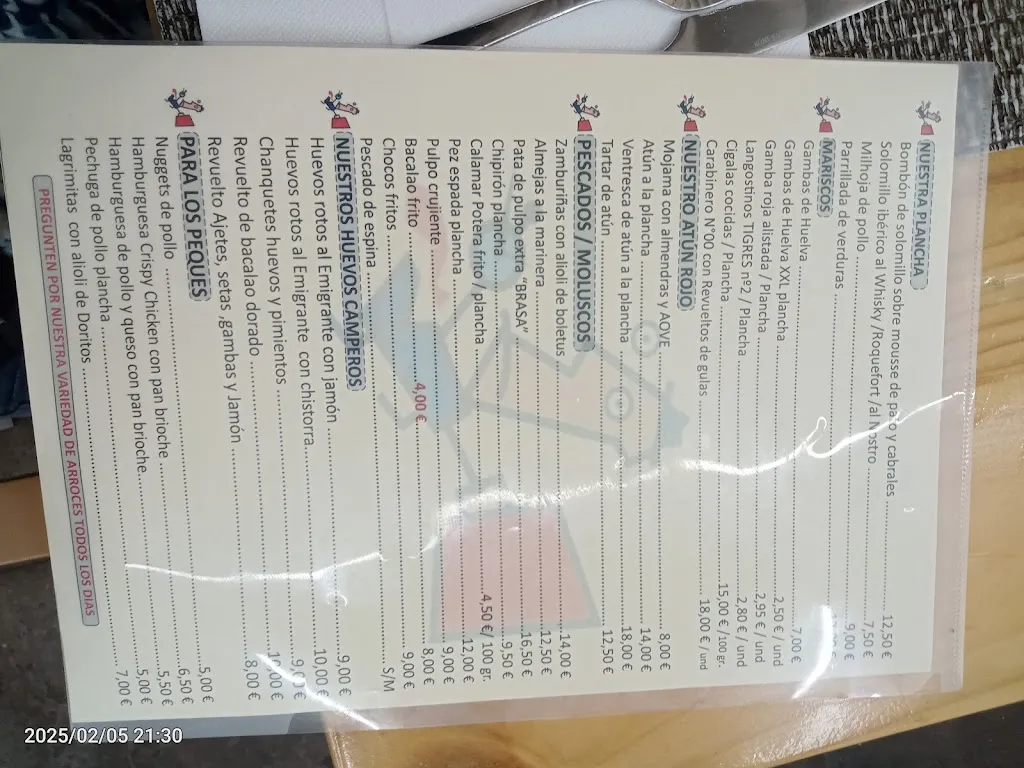 NUESTRA PLANCHA
Bombón de solomillo sobre mousse de pato y cabrales 12,50 €
Solomillo ibérico al Whisky /Roquefort /al Nostro 7,50 €
Milhoja de pollo 9,00 €
Parrillada de verduras
MARISCOS
Gambas de Huelva 7,00 €
Gambas de Huelva XXL plancha 2,50 € / und
Gamba roja alistada / Plancha 2,95 € / und
Langostinos TIGRES nº2 / Plancha 2,80 € / und
Cigalas cocidas / Plancha 15,00 € /100 gr.
Carabinero Nº00 con Revueltos de gulas 18,00 € / und
NUESTRO ATÚN ROJO
Mojama con almendras y AOVE 8,00 €
Atún a la plancha 14,00 €
Ventresca de atún a la plancha 18,00 €
Tartar de atún 12,50 €
PESCADOS / MOLUSCOS
Zamburiñas con alioli de boletus 14,00 €
Almejas a la marinera 12,50 €
Pata de pulpo extra "BRASA" 16,50 €
Chipirón plancha 9,50 €
Calamar Potera frito / plancha 4,50 €/ 100 gr.
Pez espada plancha 12,00 €
Pulpo crujiente 9,00 €
Bacalao frito 4,00 € 8,00 €
Chocos fritos 9,00 €
Pescado de espina S/M
NUESTROS HUEVOS CAMPEROS
Huevos rotos al Emigrante con jamón 9,00 €
Huevos rotos al Emigrante con chistorra 10,00 €
Chanquetes huevos y pimientos 9,00 €
Revuelto de bacalao dorado
Revuelto Ajetes, setas ,gambas y Jamón 8,00 €
PARA LOS PEQUES
Nuggets de pollo 5,00 €
Hamburguesa Crispy Chicken con pan brioche 6,50 €
Hamburguesa de pollo y queso con pan brioche 5,50 €
Pechuga de pollo plancha 5,00 €
Lagrimitas con alioli de Doritos 7,00 €
PREGUNTEN POR NUESTRA VARIEDAD DE ARROCES TODOS LOS DIAS
2025/02/05 21:30